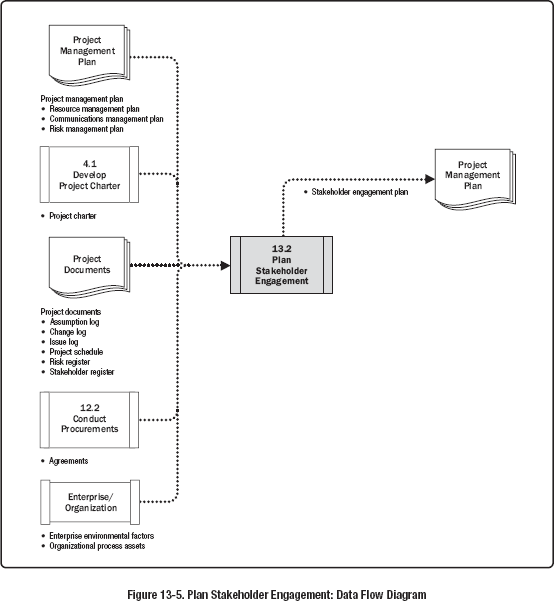 Project
Management
Plan
Project management plan
• Resource management plan
• Communications management plan
• Risk management plan
4.1
Develop
Project Charter
• Project charter
Project
Documents
Project documents
• Assumption log
• Change log
• Issue log
• Project schedule
• Risk register
• Stakeholder register
12.2
Conduct
Procurements
• Agreements
Enterprise/
Organization
• Enterprise environmental factors
• Organizational process assets
13.2
Plan
Stakeholder
Engagement
• Stakeholder engagement plan
Project
Management
Plan
Figure 13-5. Plan Stakeholder Engagement: Data Flow Diagram